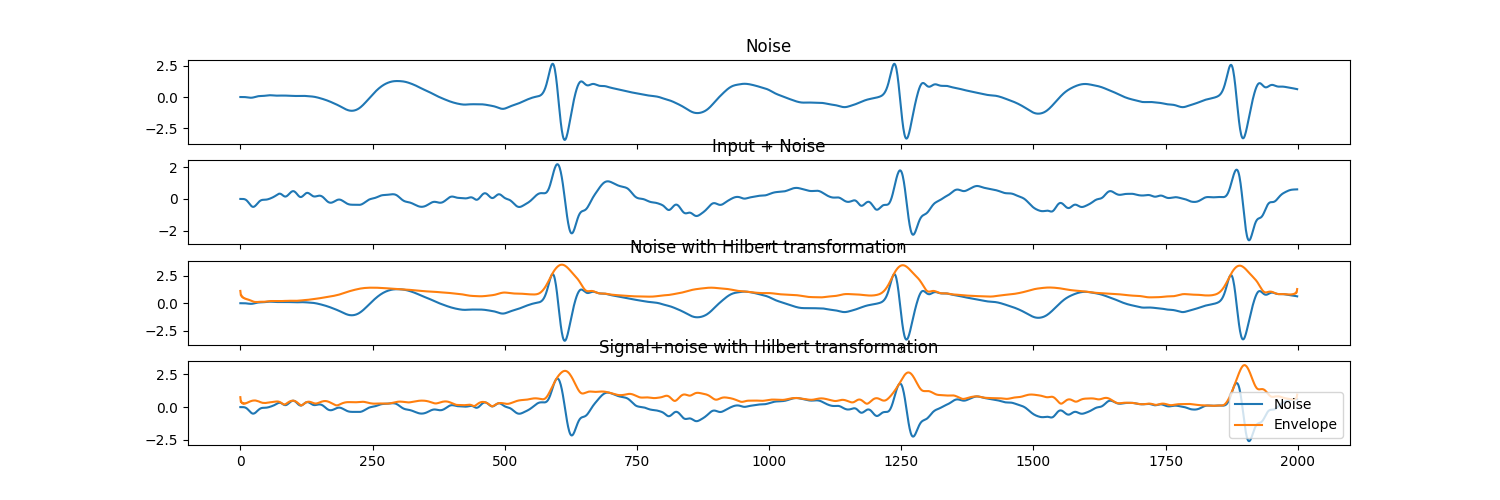 Noise
2.5
0.0
−2.5
Input + Noise
2
0
−2
Noise with Hilbert transformation
2.5
0.0
−2.5
Signal+noise with Hilbert transformation
2.5
0.0
−2.5
Noise
Envelope
0 250 500 750 1000 1250 1500 1750 2000